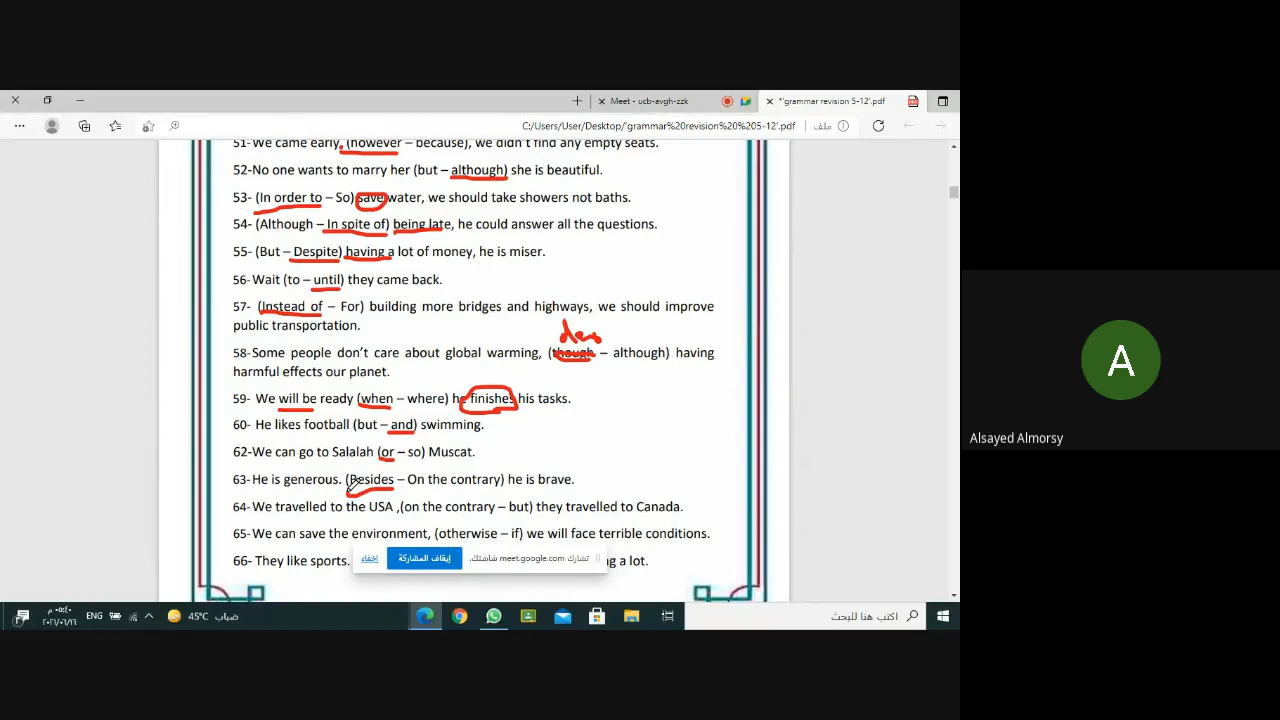 Meet - ucb-avgh-zzk
'grammar revision 5-12'.pdf
C:/Users/User/Desktop/'grammar%20revision%20%205-12'.pdf
ملف
51-We came early, (however – because), we didn't find any empty seats.
52-No one wants to marry her (but – although) she is beautiful.
53- (In order to – So) save water, we should take showers not baths.
54- (Although – In spite of) being late, he could answer all the questions.
55- (But – Despite) having a lot of money, he is miser.
56- Wait (to – until) they came back.
57- (Instead of – For) building more bridges and highways, we should improve
public transportation.
58-Some people don't care about global warming, (though – although) having
harmful effects our planet.
59- We will be ready (when – where) he finishes his tasks.
60- He likes football (but – and) swimming.
62-We can go to Salalah (or – so) Muscat.
63-He is generous. (Besides – On the contrary) he is brave.
64-We travelled to the USA ,(on the contrary – but) they travelled to Canada.
65-We can save the environment, (otherwise – if) we will face terrible conditions.
66- They like sports.
g a lot.
تشارك meet.google.com شاشتك.
إيقاف المشاركة
إخفاء
A
Alsayed Almorsy
ENG
45°C ضباب
اكتب هنا للبحث